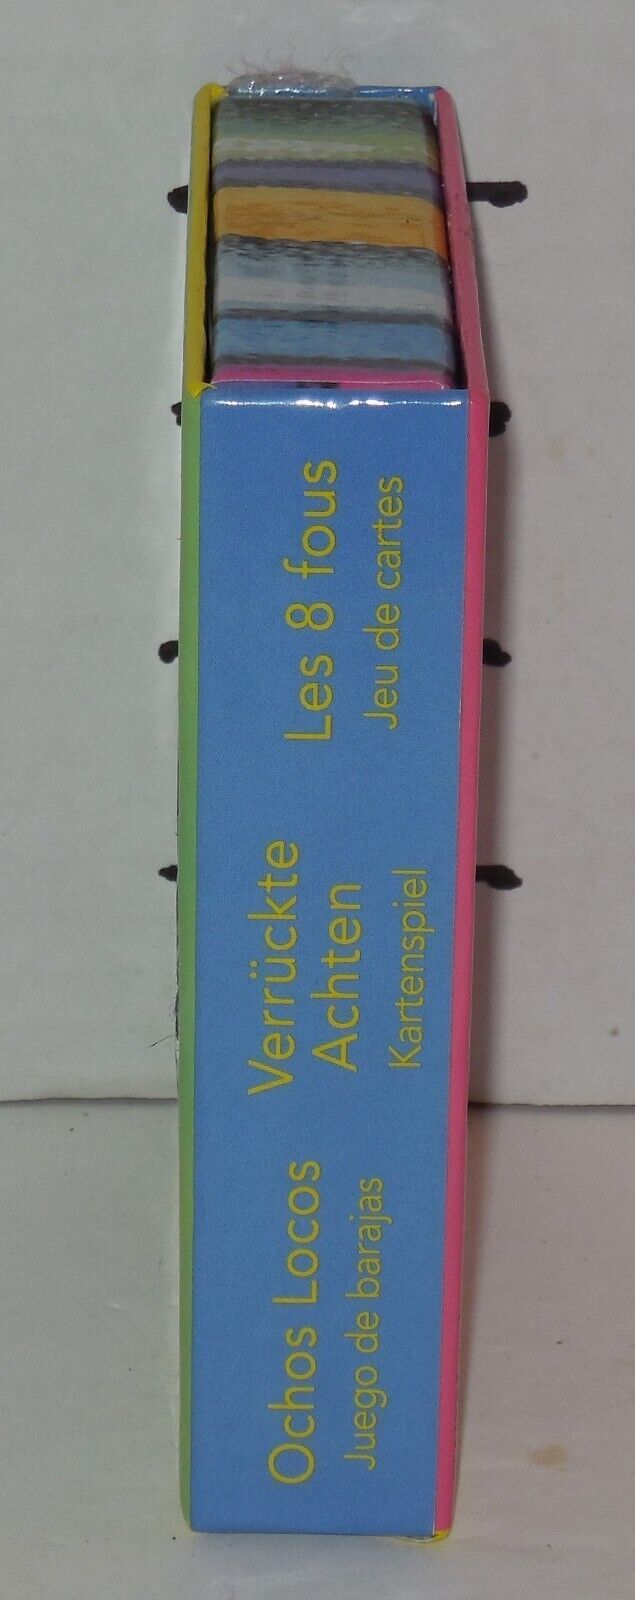 Ochos Locos
Juego de barajas
Verrückte
Achten
Kartenspiel
Les 8 fous
Jeu de cartes